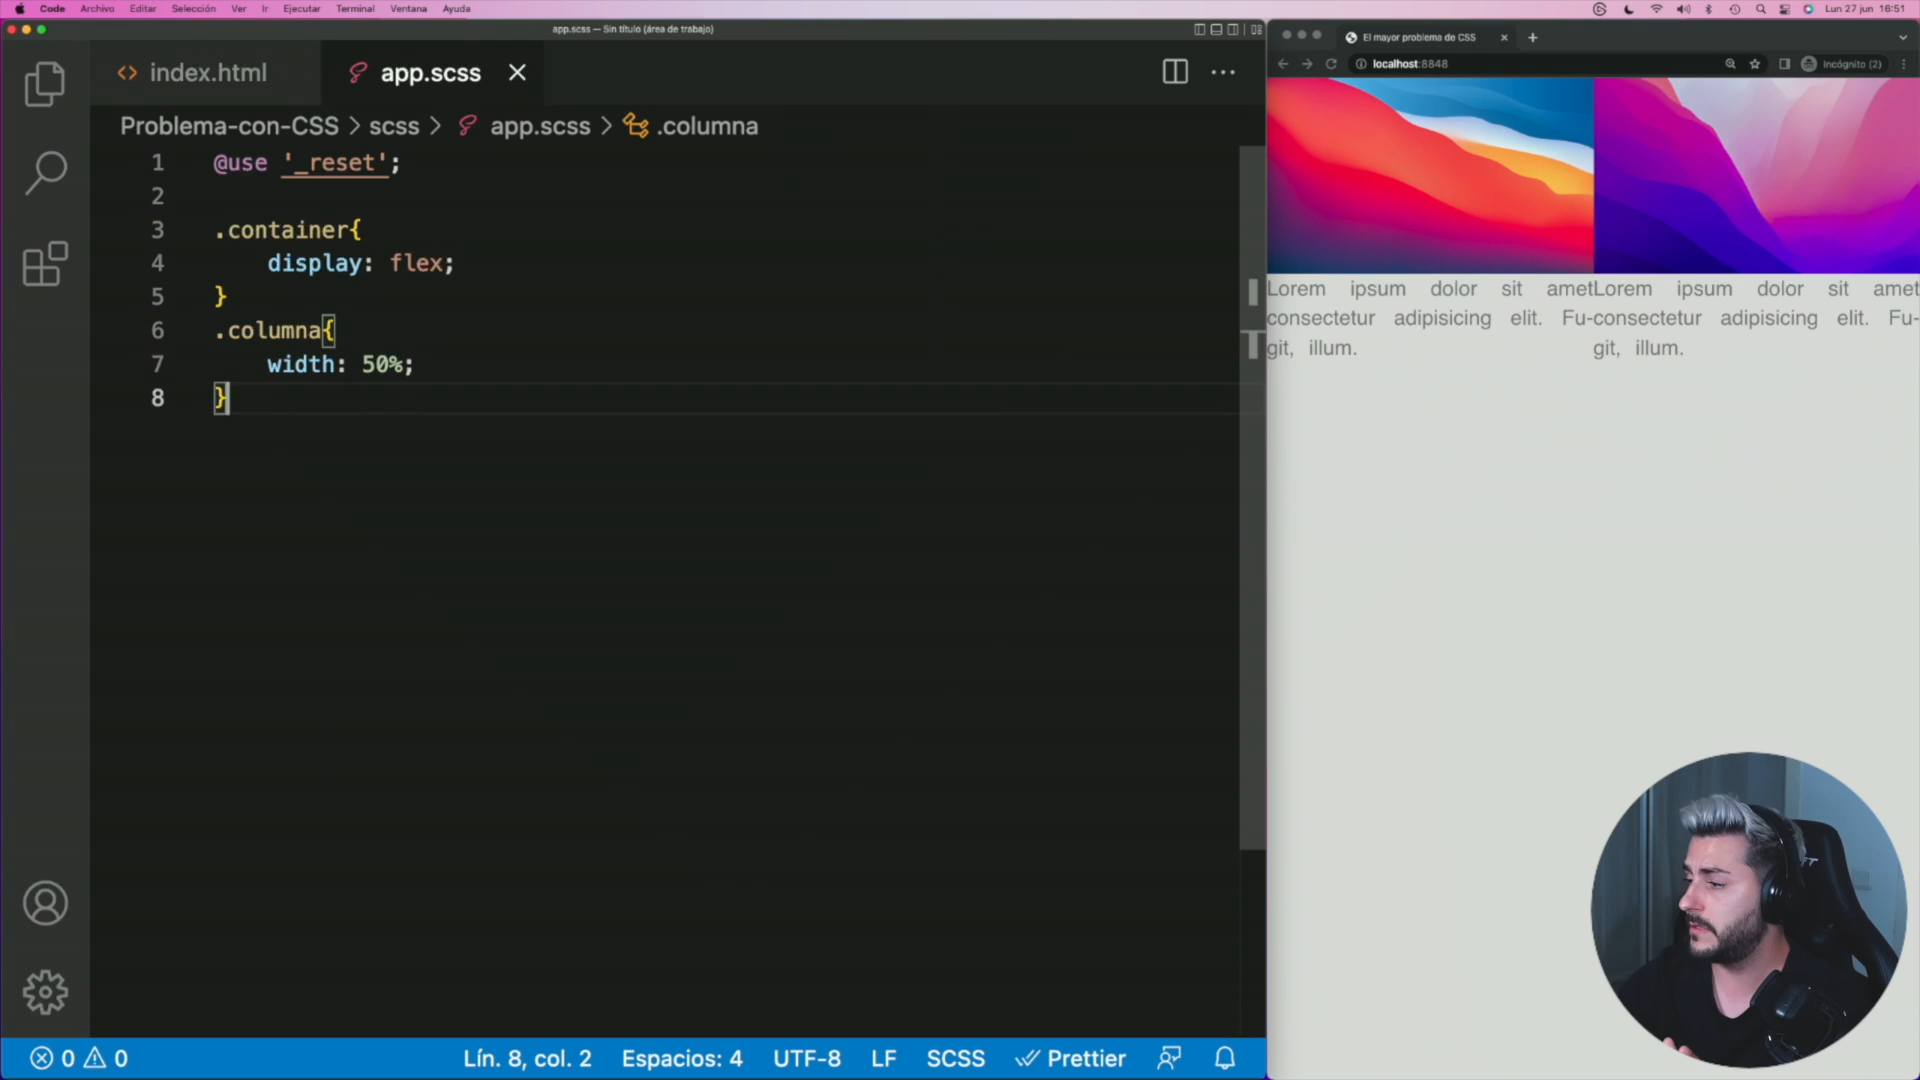 Code Archivo Editar Selección Ver Ir Ejecutar Terminal Ventana Ayuda
Lun 27 jun 16:51
app.scss — Sin título (área de trabajo)
El mayor problema de CSS
index.html
app.scss
localhost:8848
Incógnito (2)
Problema-con-CSS > scss > app.scss > .columna
1 @use '_reset';
2
3 .container{
4 display: flex;
5 }
6 .columna{
7 width: 50%;
8 }
Lorem ipsum dolor sit amet
consectetur adipisicing elit. Fu-
git, illum.
Lorem ipsum dolor sit amet
consectetur adipisicing elit. Fu-
git, illum.
0 0
Lín. 8, col. 2
Espacios: 4
UTF-8
LF
SCSS
Prettier